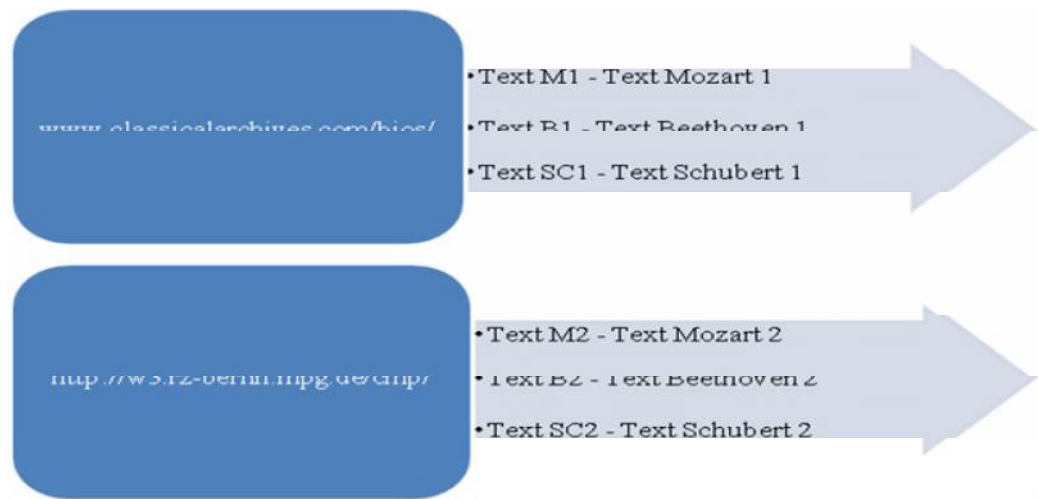 www.classicalarchives.com/bios/
•Text M1 - Text Mozart 1
•Text B1 - Text Beethoven 1
•Text SC1 - Text Schubert 1
http://w3.rz-berlin.mpg.de/cmp/
•Text M2 - Text Mozart 2
•Text B2 - Text Beethoven 2
•Text SC2 - Text Schubert 2